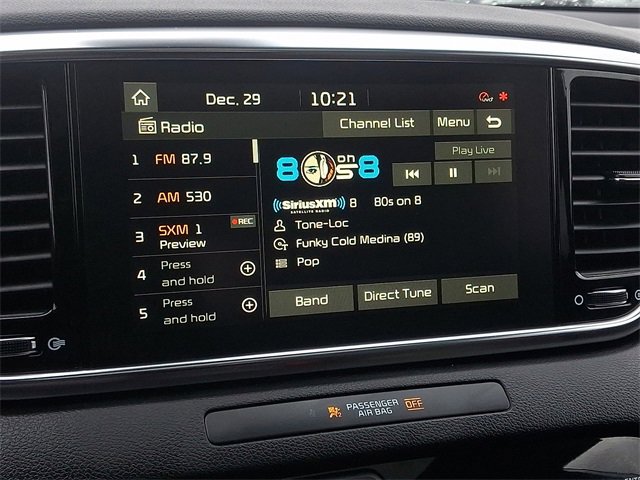 Dec. 29 10:21
Radio Channel List Menu
1 FM 87.9
2 AM 530
3 SXM 1 REC
Preview
4 Press
and hold
5 Press
and hold
80s on 8
Play Live
SiriusXM 8 80s on 8
SATELLITE RADIO
Tone-Loc
Funky Cold Medina (89)
Pop
Band Direct Tune Scan
PASSENGER
AIR BAG OFF